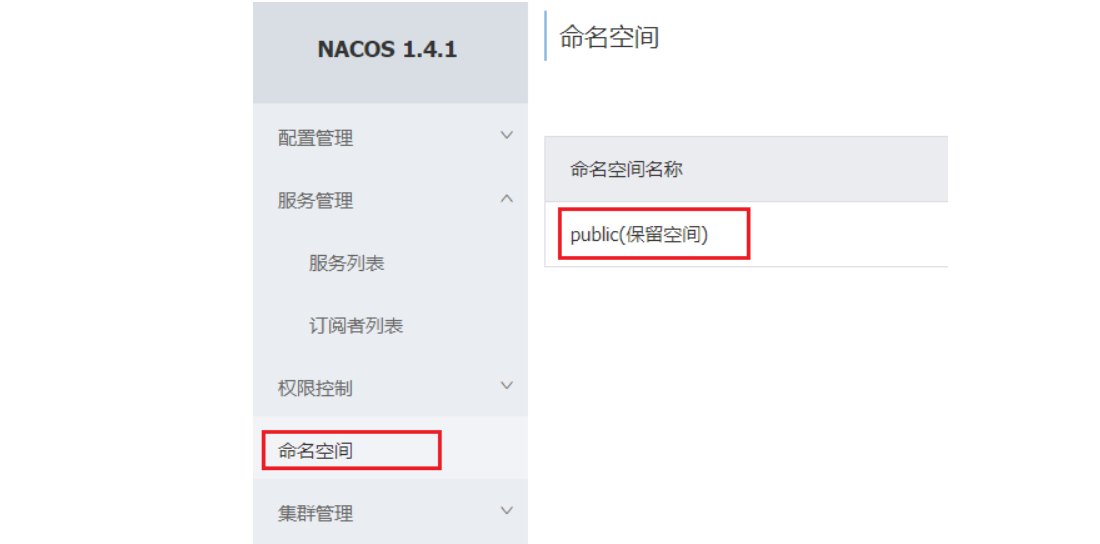 NACOS 1.4.1
配置管理
服务管理
服务列表
订阅者列表
权限控制
命名空间
集群管理
命名空间
命名空间名称
public(保留空间)